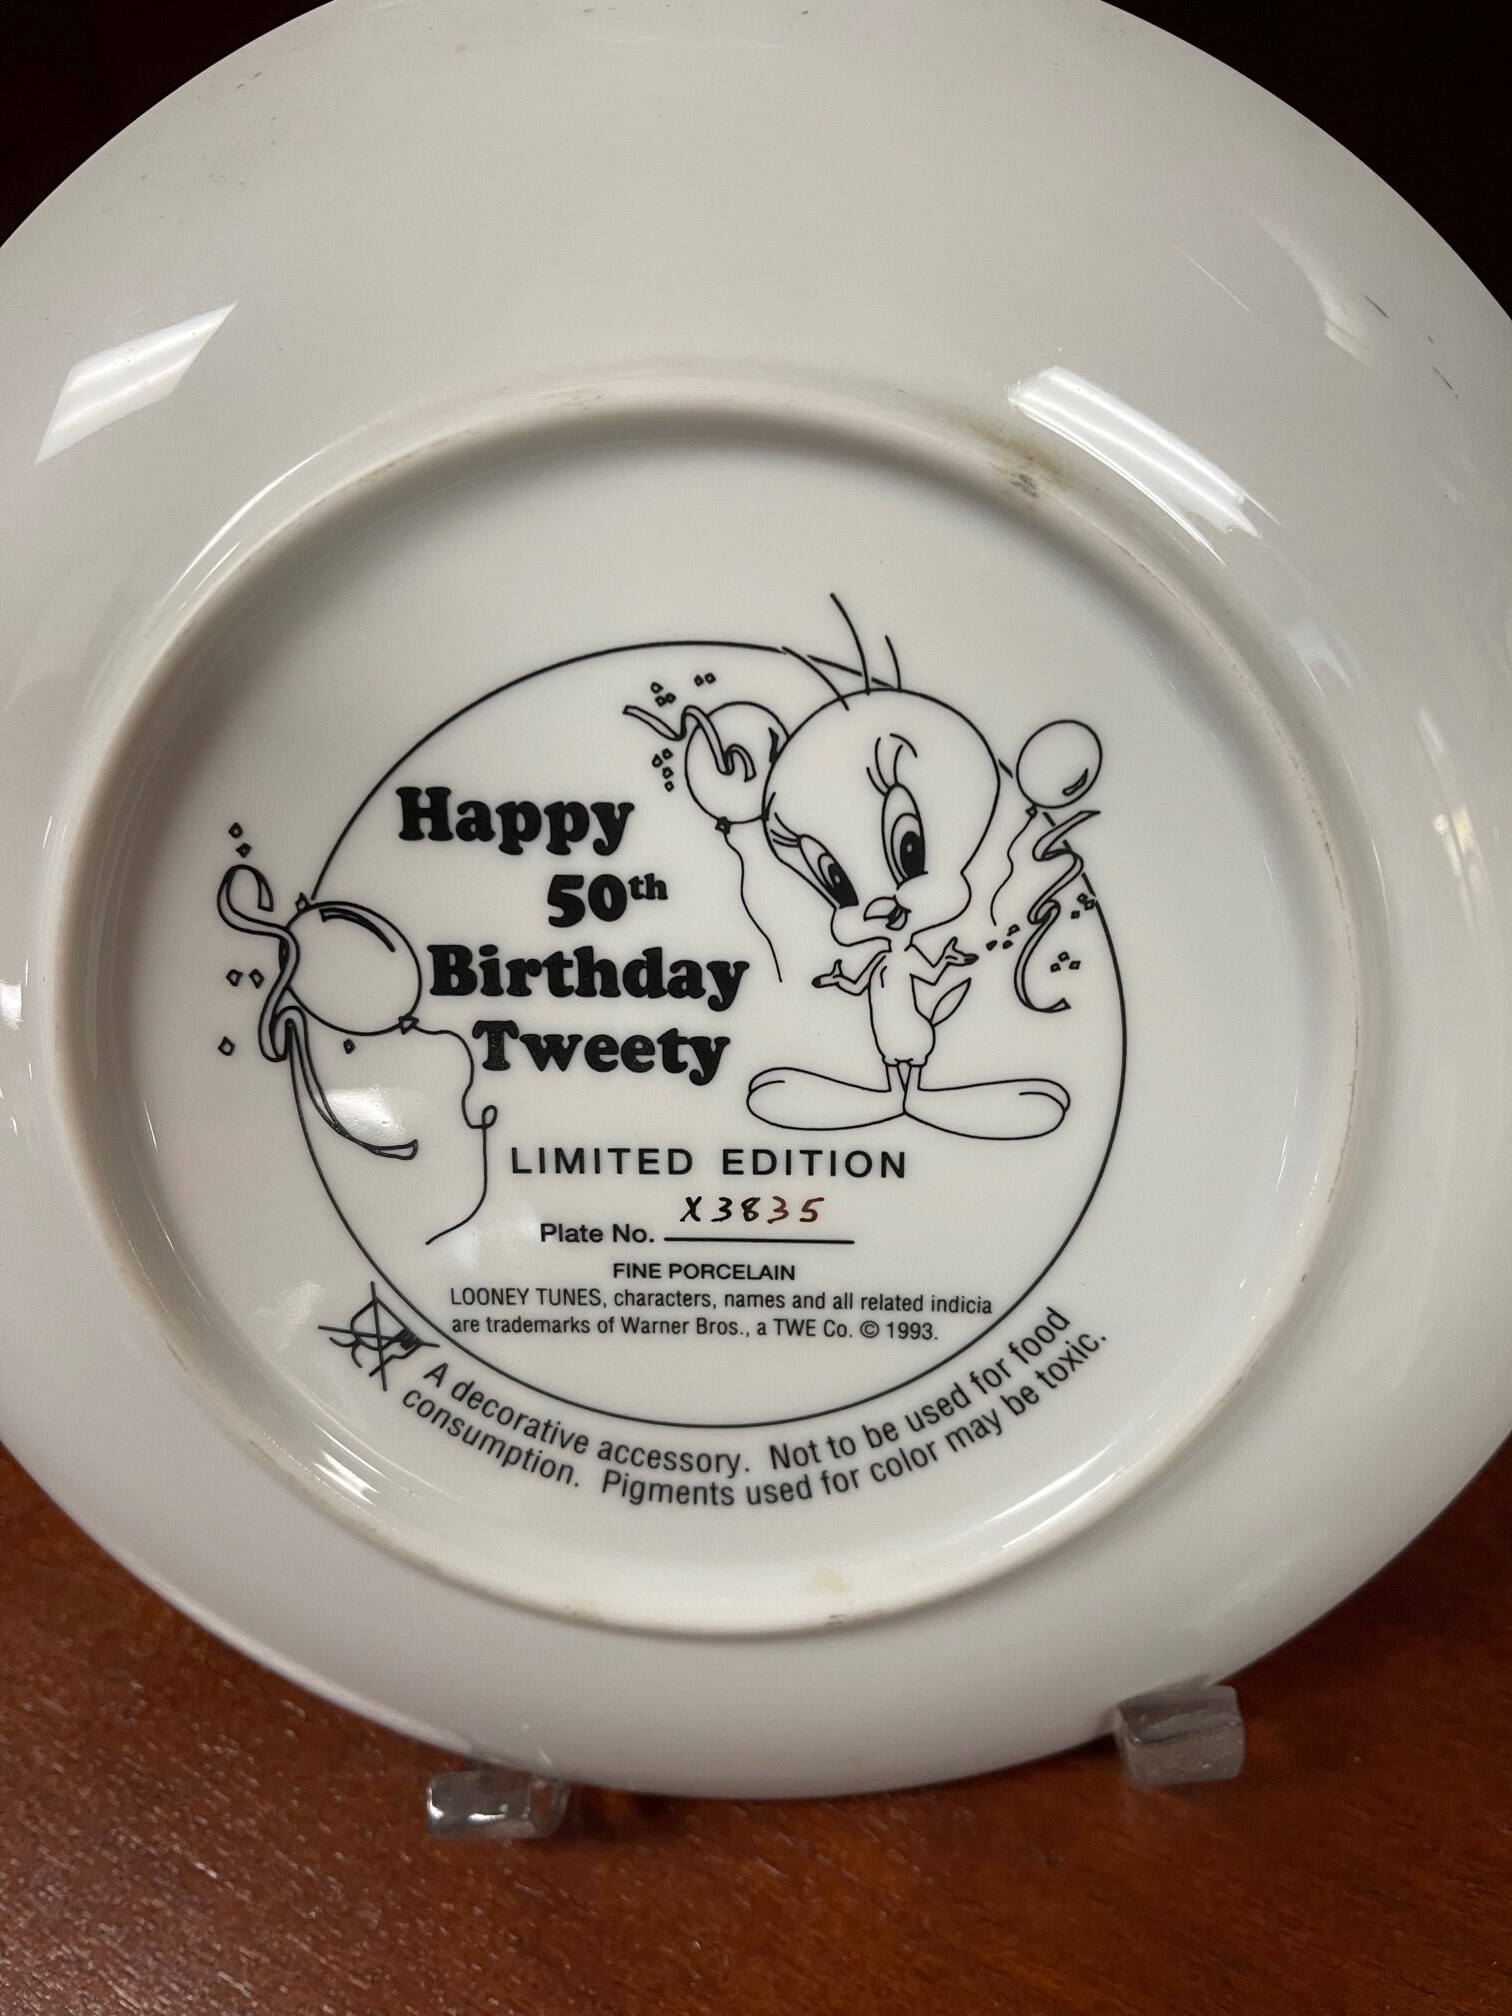 Happy
50th
Birthday
Tweety
LIMITED EDITION
Plate No. X3835
FINE PORCELAIN
LOONEY TUNES, characters, names and all related indicia
are trademarks of Warner Bros., a TWE Co. © 1993.
A decorative accessory. Not to be used for food
consumption. Pigments used for color may be toxic.